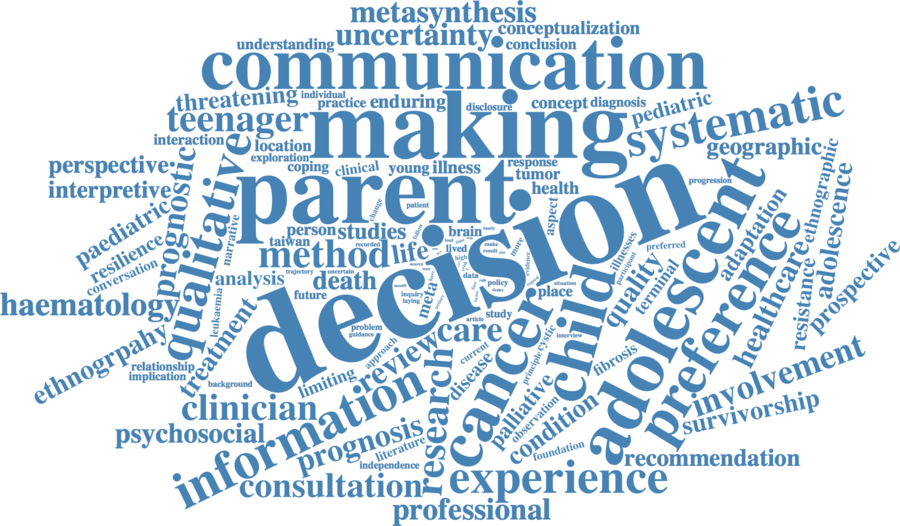 metasynthesis
uncertainty
conceptualization
understanding
conclusion
communication
threatening
individual
practice
enduring
disclosure
concept
diagnosis
pediatric
teenager
making
systematic
interaction
location
exploration
geographic
perspective
interpretive
prognostic
qualitative
coping
clinical
young
illness
response
tumor
health
progression
paediatric
parent
decision
resilience
conversation
narrative
person
studies
change
patient
brain
aspect
more
taiwan
recorded
method
life
lived
make
result
high
data
illnesses
participant
preferred
adolescent
preference
adaptation
ethnographic
adolescence
healthcare
resistance
prospective
analysis
trajectory
uncertain
death
future
inquiry
laying
meta
policy
situation
place
evidence
child
quality
terminal
haematology
leukaemia
ethnogrpahy
treatment
problem
guidance
approach
article
study
care
review
interview
cystic
principle
current
disease
cancer
fibrosis
relationship
implication
background
limiting
research
palliative
observation
condition
foundation
involvement
survivorship
clinician
psychosocial
information
prognosis
literature
independence
consultation
experience
recommendation
professional